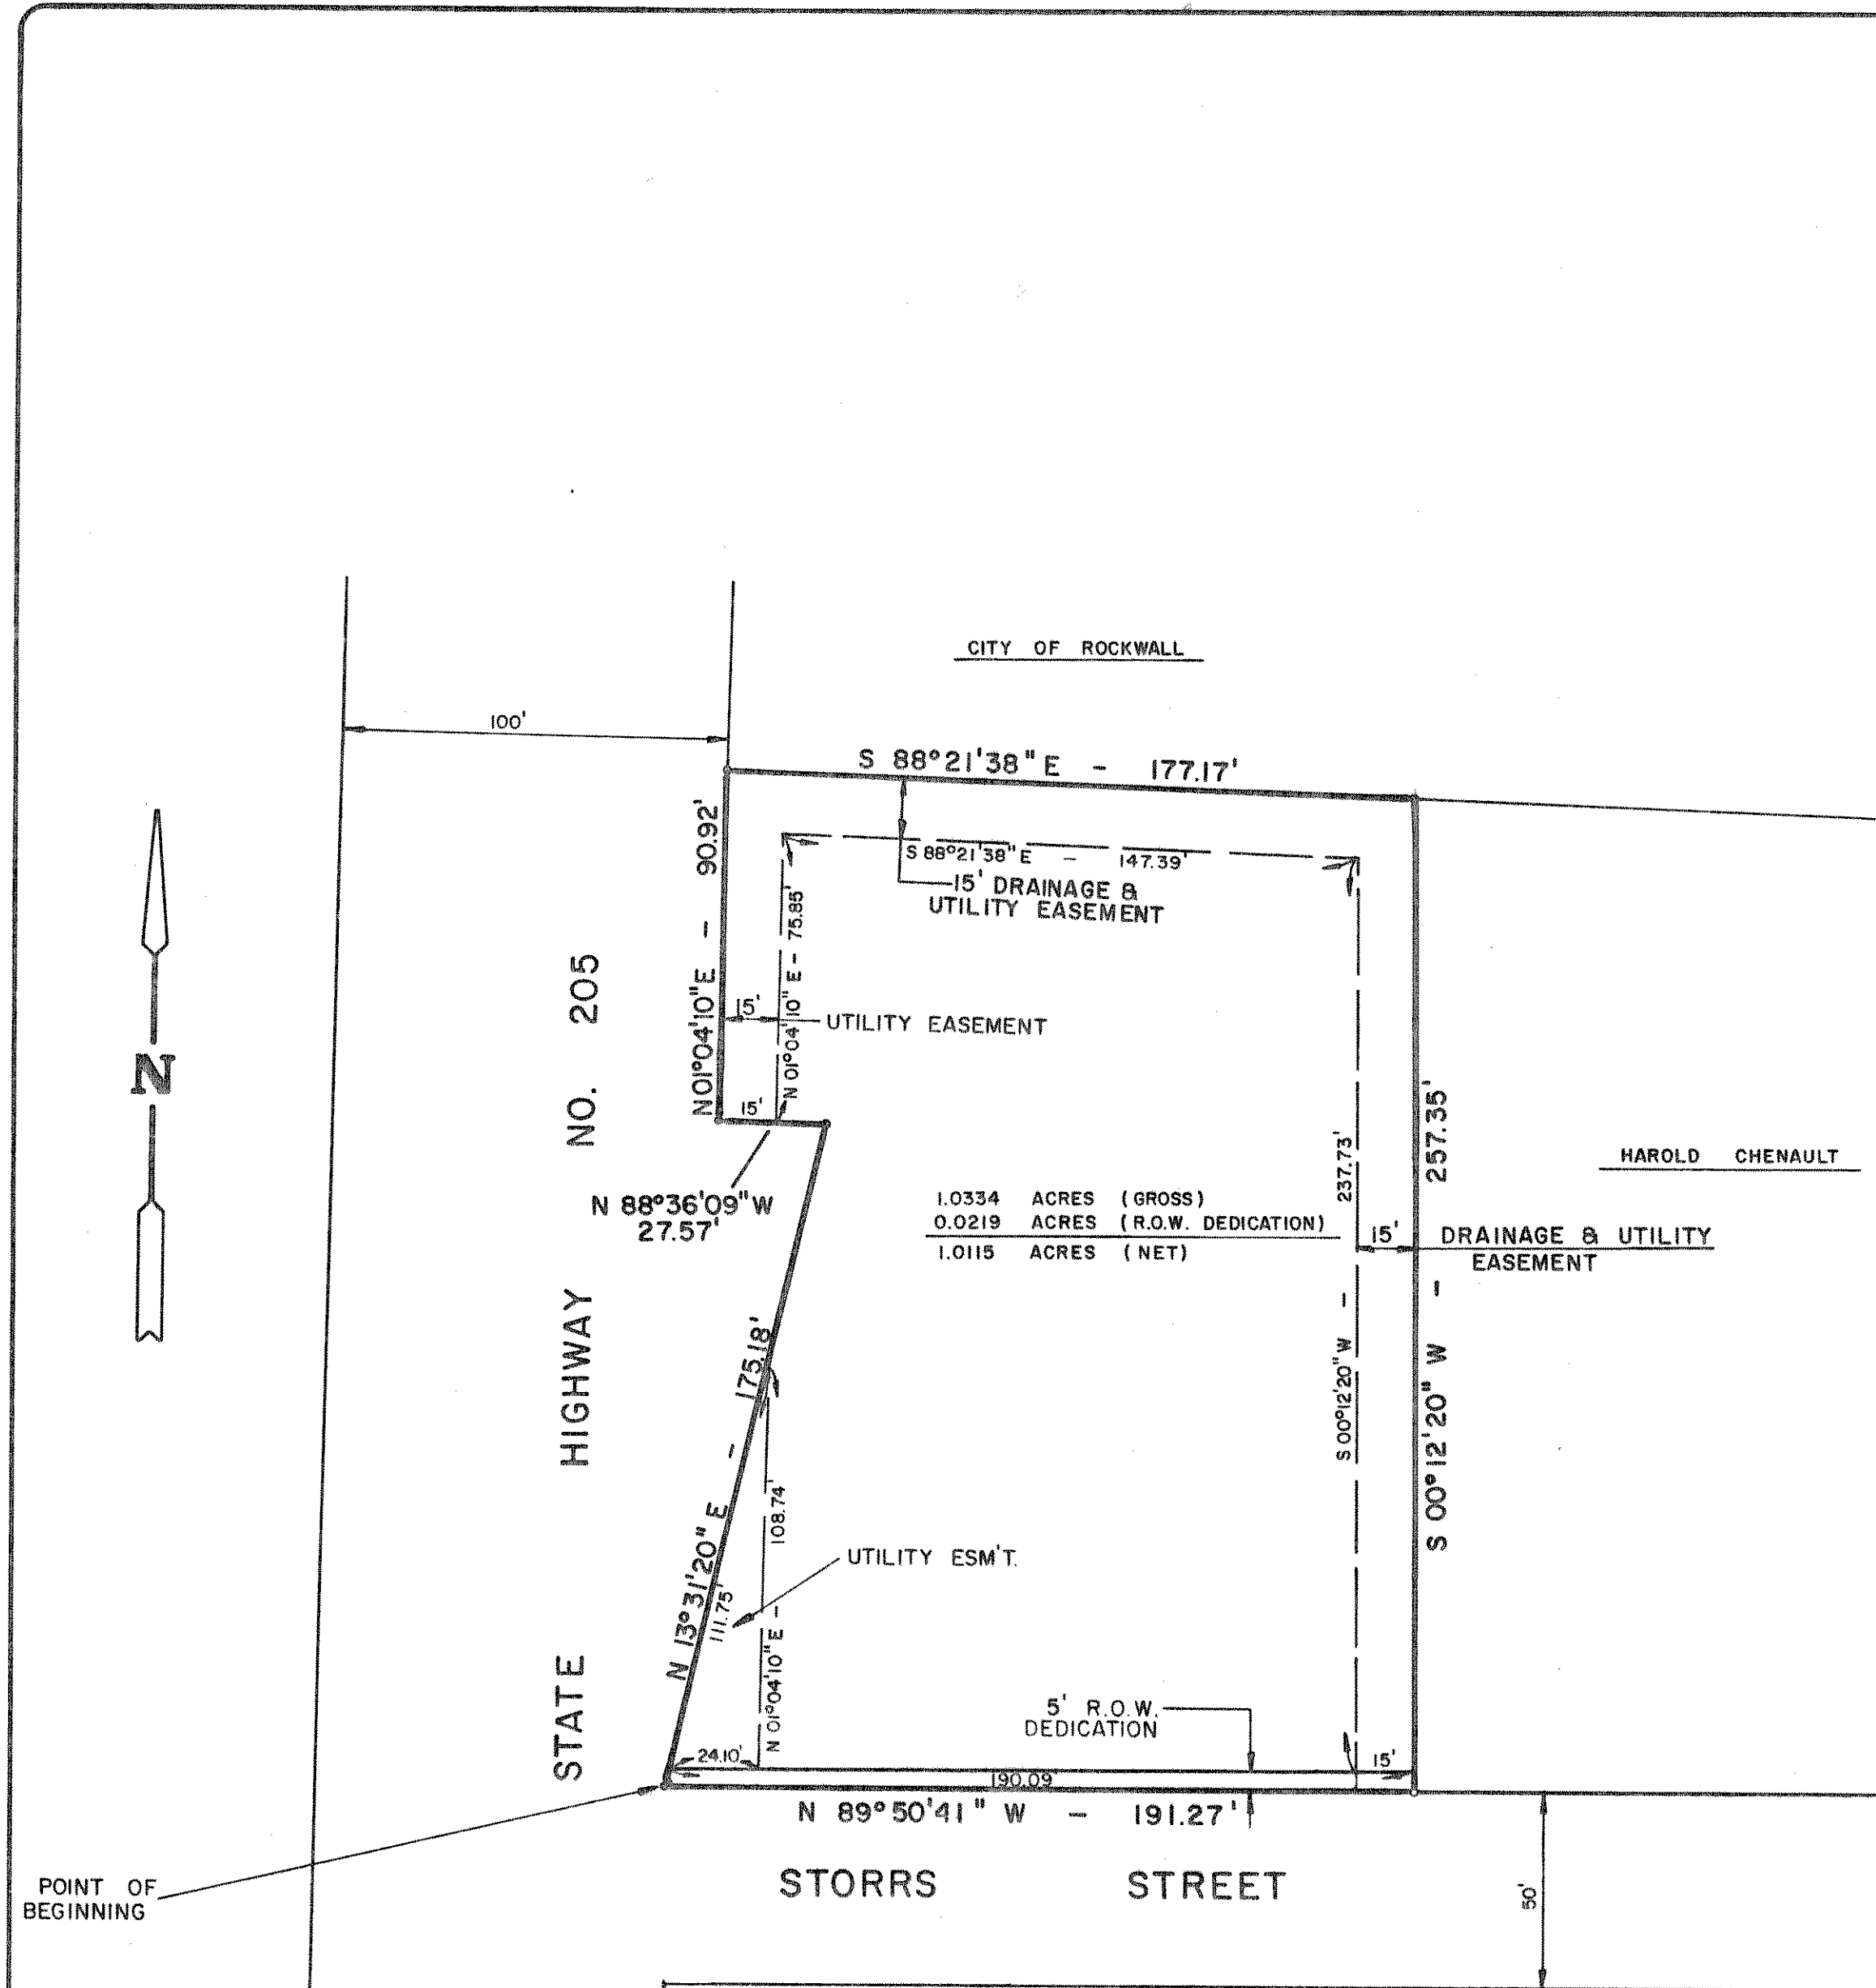 CITY OF ROCKWALL
100'
S 88°21'38" E - 177.17'
S 88°21'38" E - 147.39'
15' DRAINAGE &
UTILITY EASEMENT
N 01°04'10" E - 90.92'
N 01°04'10" E - 75.85'
15'
UTILITY EASEMENT
15'
N 88°36'09" W
27.57'
N
STATE HIGHWAY NO. 205
1.0334 ACRES (GROSS)
0.0219 ACRES (R.O.W. DEDICATION)
1.0115 ACRES (NET)
S 00°12'20" W - 237.73'
S 00°12'20" W - 257.35'
HAROLD CHENAULT
15'
DRAINAGE & UTILITY
EASEMENT
N 13°31'20" E - 175.18'
111.75'
N 01°04'10" E - 108.74'
UTILITY ESM'T.
5' R.O.W.
DEDICATION
24.10'
15'
190.09'
N 89°50'41" W - 191.27'
STORRS STREET
50'
POINT OF
BEGINNING